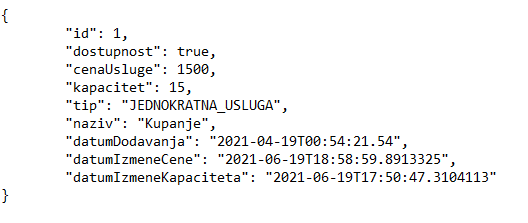 {
"id": 1,
"dostupnost": true,
"cenaUsluge": 1500,
"kapacitet": 15,
"tip": "JEDNOKRATNA_USLUGA",
"naziv": "Kupanje",
"datumDodavanja": "2021-04-19T00:54:21.54",
"datumIzmeneCene": "2021-06-19T18:58:59.8913325",
"datumIzmeneKapaciteta": "2021-06-19T17:50:47.3104113"
}